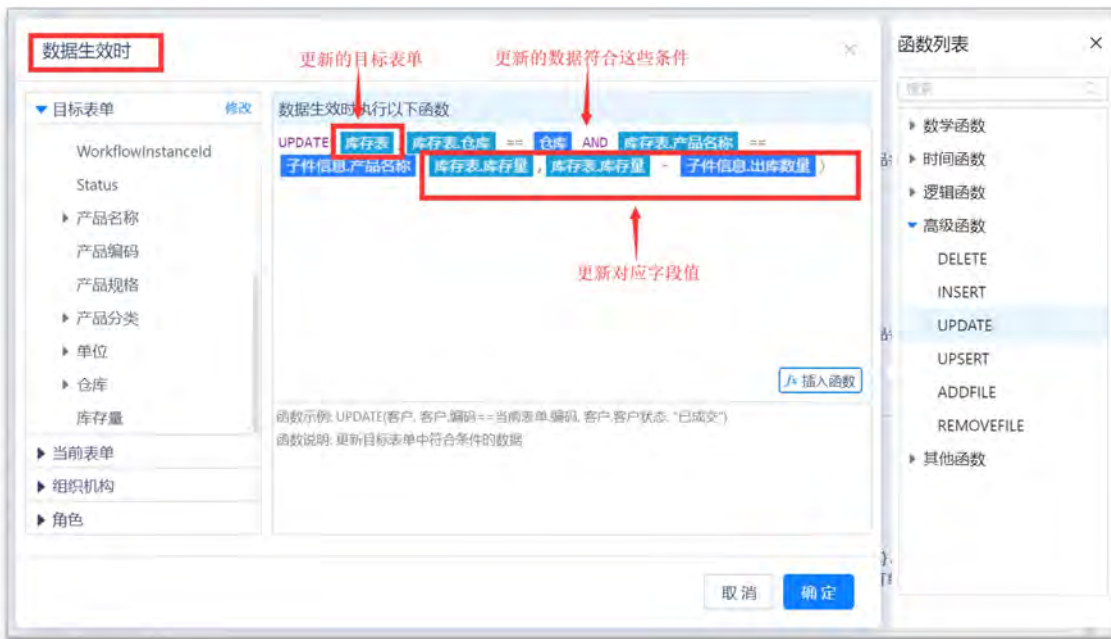 数据生效时
更新的目标表单
更新的数据符合这些条件
目标表单 修改
WorkflowInstanceId
Status
产品名称
产品编码
产品规格
产品分类
单位
仓库
库存量
当前表单
组织机构
角色
数据生效时执行以下函数
UPDATE( 库存表 , 库存表.仓库 == 仓库 AND 库存表.产品名称 ==
子件信息.产品名称 , 库存表.库存量 , 库存表.库存量 - 子件信息.出库数量 )
更新对应字段值
fx 插入函数
函数示例: UPDATE(客户, 客户.编码==当前表单.编码, 客户.客户状态, "已成交")
函数说明: 更新目标表单中符合条件的数据
取消 确定
函数列表
搜索
数学函数
时间函数
逻辑函数
高级函数
DELETE
INSERT
UPDATE
UPSERT
ADDFILE
REMOVEFILE
其他函数